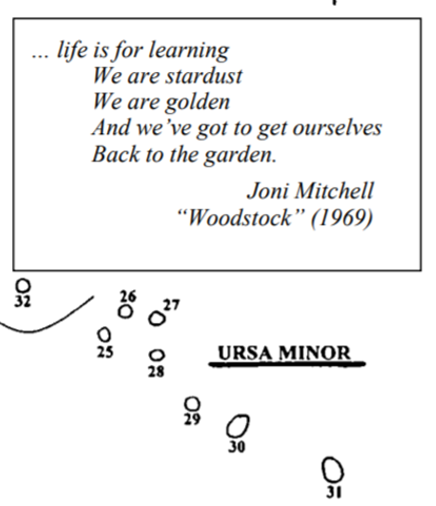 ... life is for learning
We are stardust
We are golden
And we've got to get ourselves
Back to the garden.
Joni Mitchell
“Woodstock” (1969)
32
26
27
25
28
URSA MINOR
29
30
31